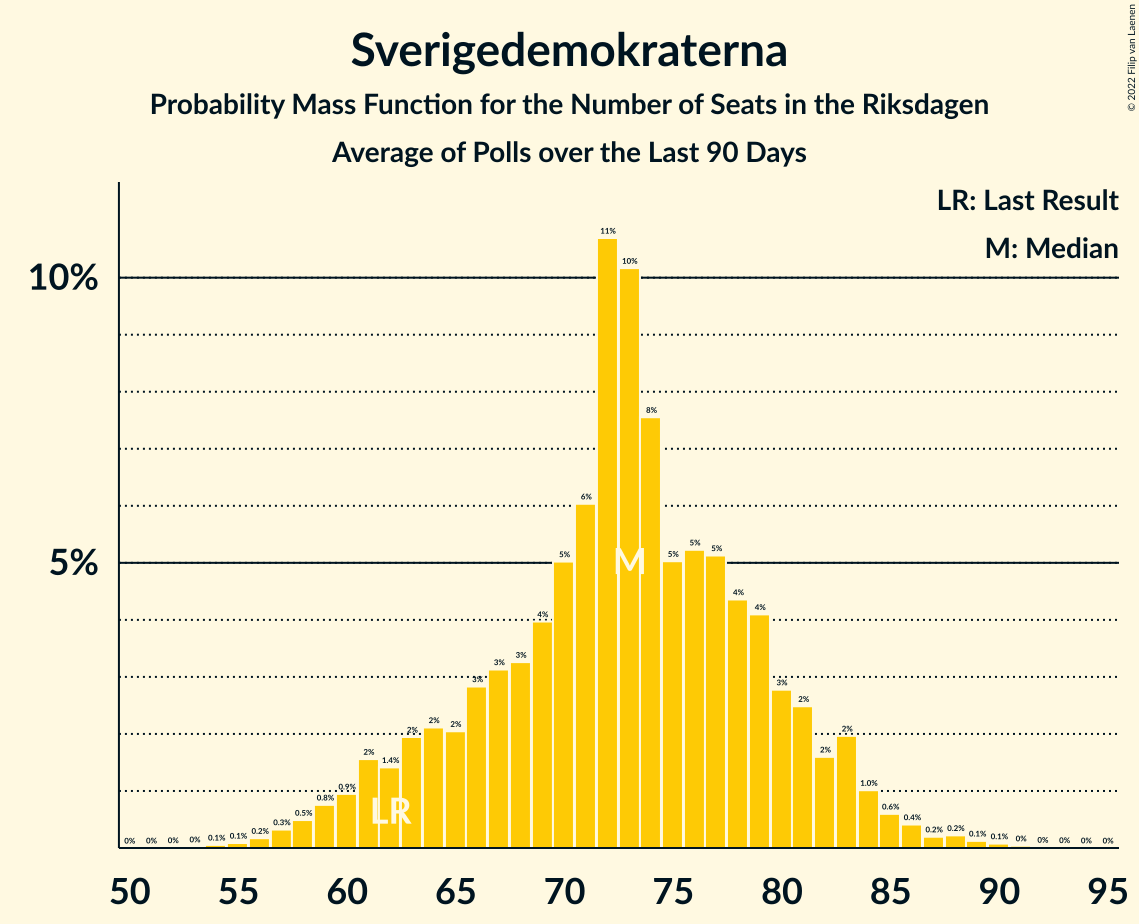 Sverigedemokraterna
Probability Mass Function for the Number of Seats in the Riksdagen
Average of Polls over the Last 90 Days
© 2022 Filip van Laenen
LR: Last Result
M: Median
10%
5%
0% 0% 0% 0% 0.1% 0.1% 0.2% 0.3% 0.5% 0.8% 0.9% 2% 1.4% 2% 2% 2% 3% 3% 3% 4% 5% 6% 11% 10% 8% 5% 5% 5% 4% 4% 3% 2% 2% 2% 1.0% 0.6% 0.4% 0.2% 0.2% 0.1% 0.1% 0% 0% 0% 0% 0%
M
LR
50 55 60 65 70 75 80 85 90 95